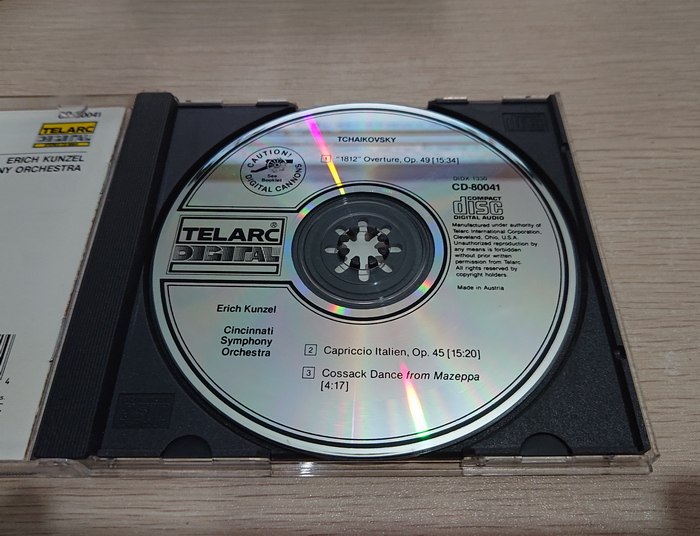 CD-80041
TELARC
DIGITAL
ERICH KUNZEL
NY ORCHESTRA
4
TCHAIKOVSKY
1 "1812" Overture, Op. 49 [15:34]
CAUTION!
See
Booklet
DIGITAL CANNONS
DIDX 1330
CD-80041
COMPACT
disc
DIGITAL AUDIO
TELARC®
DIGITAL
Manufactured under authority of
Telarc International Corporation,
Cleveland, Ohio, U.S.A.
Unauthorized reproduction by
any means is forbidden
without prior written
permission from Telarc.
All rights reserved by
copyright holders.
Made in Austria
Erich Kunzel
Cincinnati
Symphony
Orchestra
2 Capriccio Italien, Op. 45 [15:20]
3 Cossack Dance from Mazeppa
[4:17]